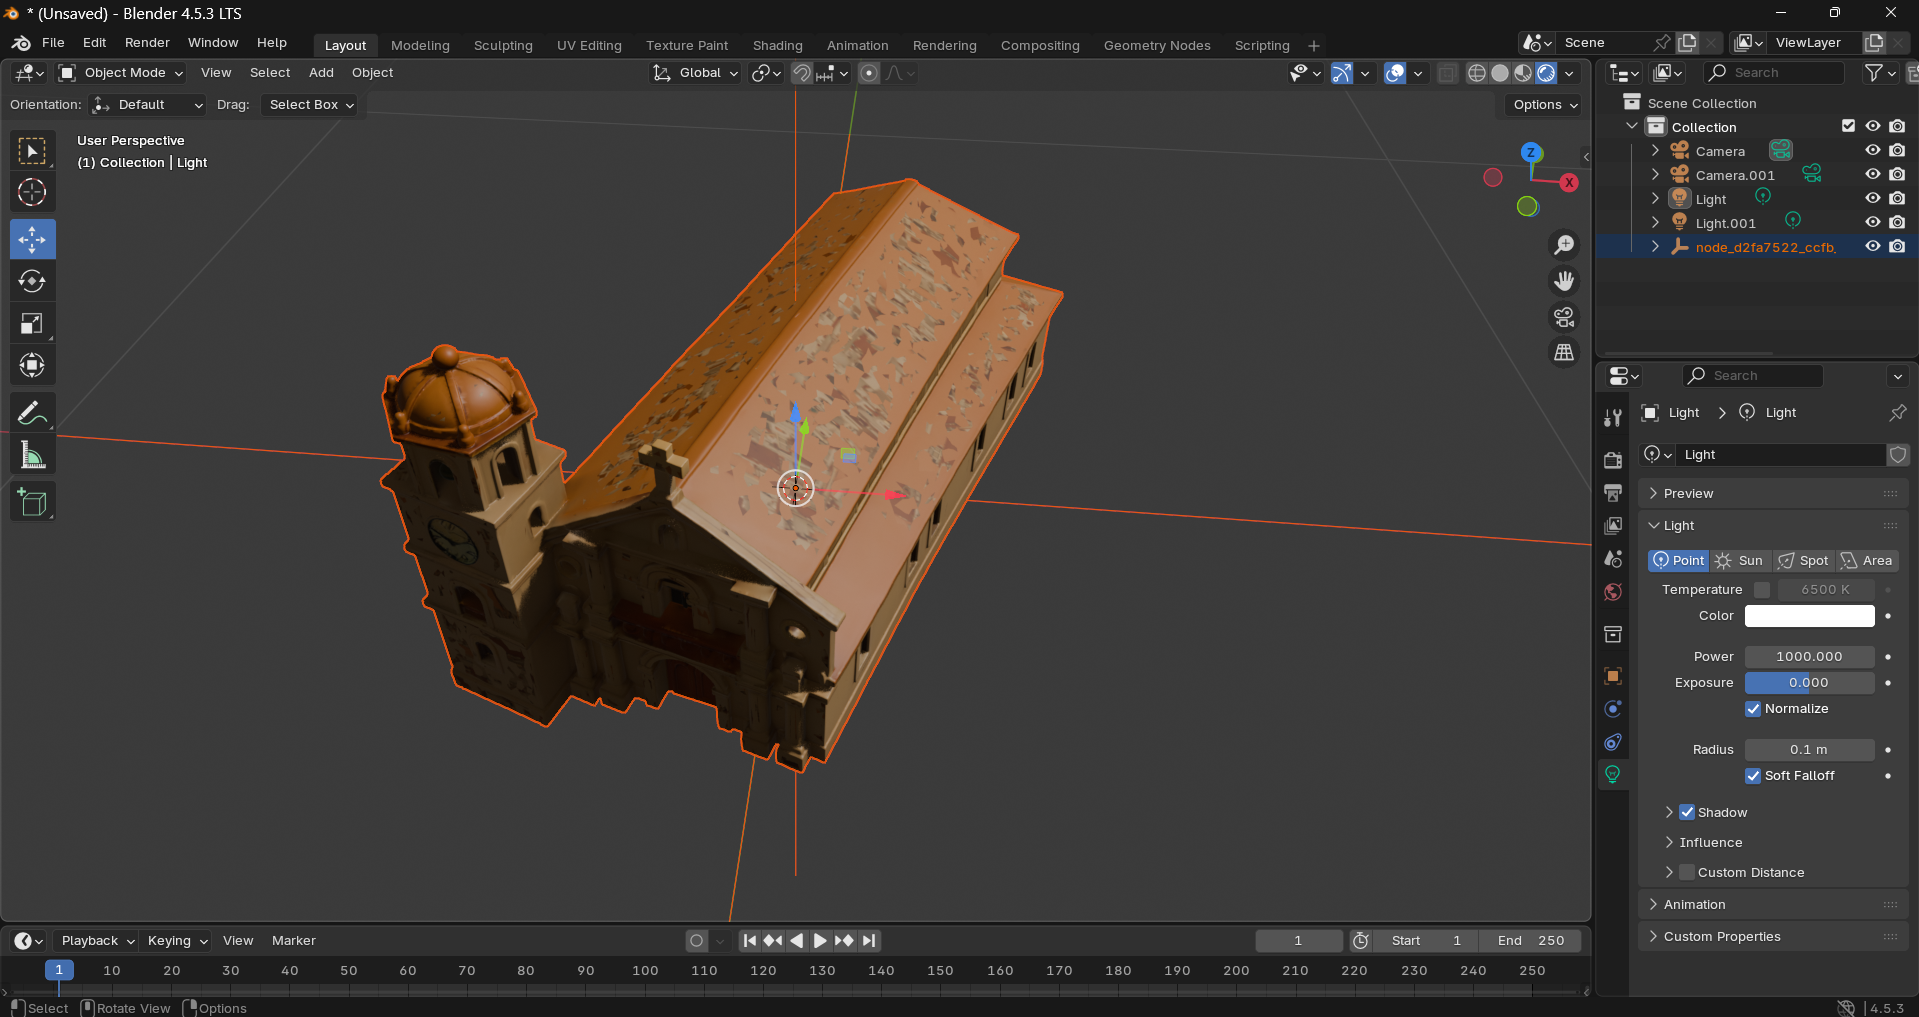 * (Unsaved) - Blender 4.5.3 LTS
File Edit Render Window Help
Layout Modeling Sculpting UV Editing Texture Paint Shading Animation Rendering Compositing Geometry Nodes Scripting +
Scene
ViewLayer
Object Mode View Select Add Object
Global
Search
Orientation: Default Drag: Select Box
Options
User Perspective
(1) Collection | Light
Z
X
Scene Collection
Collection
Camera
Camera.001
Light
Light.001
node_d2fa7522_ccfb
Search
Light > Light
Light
Preview
Light
Point Sun Spot Area
Temperature 6500 K
Color
Power 1000.000
Exposure 0.000
Normalize
Radius 0.1 m
Soft Falloff
Shadow
Influence
Custom Distance
Animation
Custom Properties
Playback Keying View Marker
1
Start 1 End 250
1 10 20 30 40 50 60 70 80 90 100 110 120 130 140 150 160 170 180 190 200 210 220 230 240 250
Select Rotate View Options
4.5.3